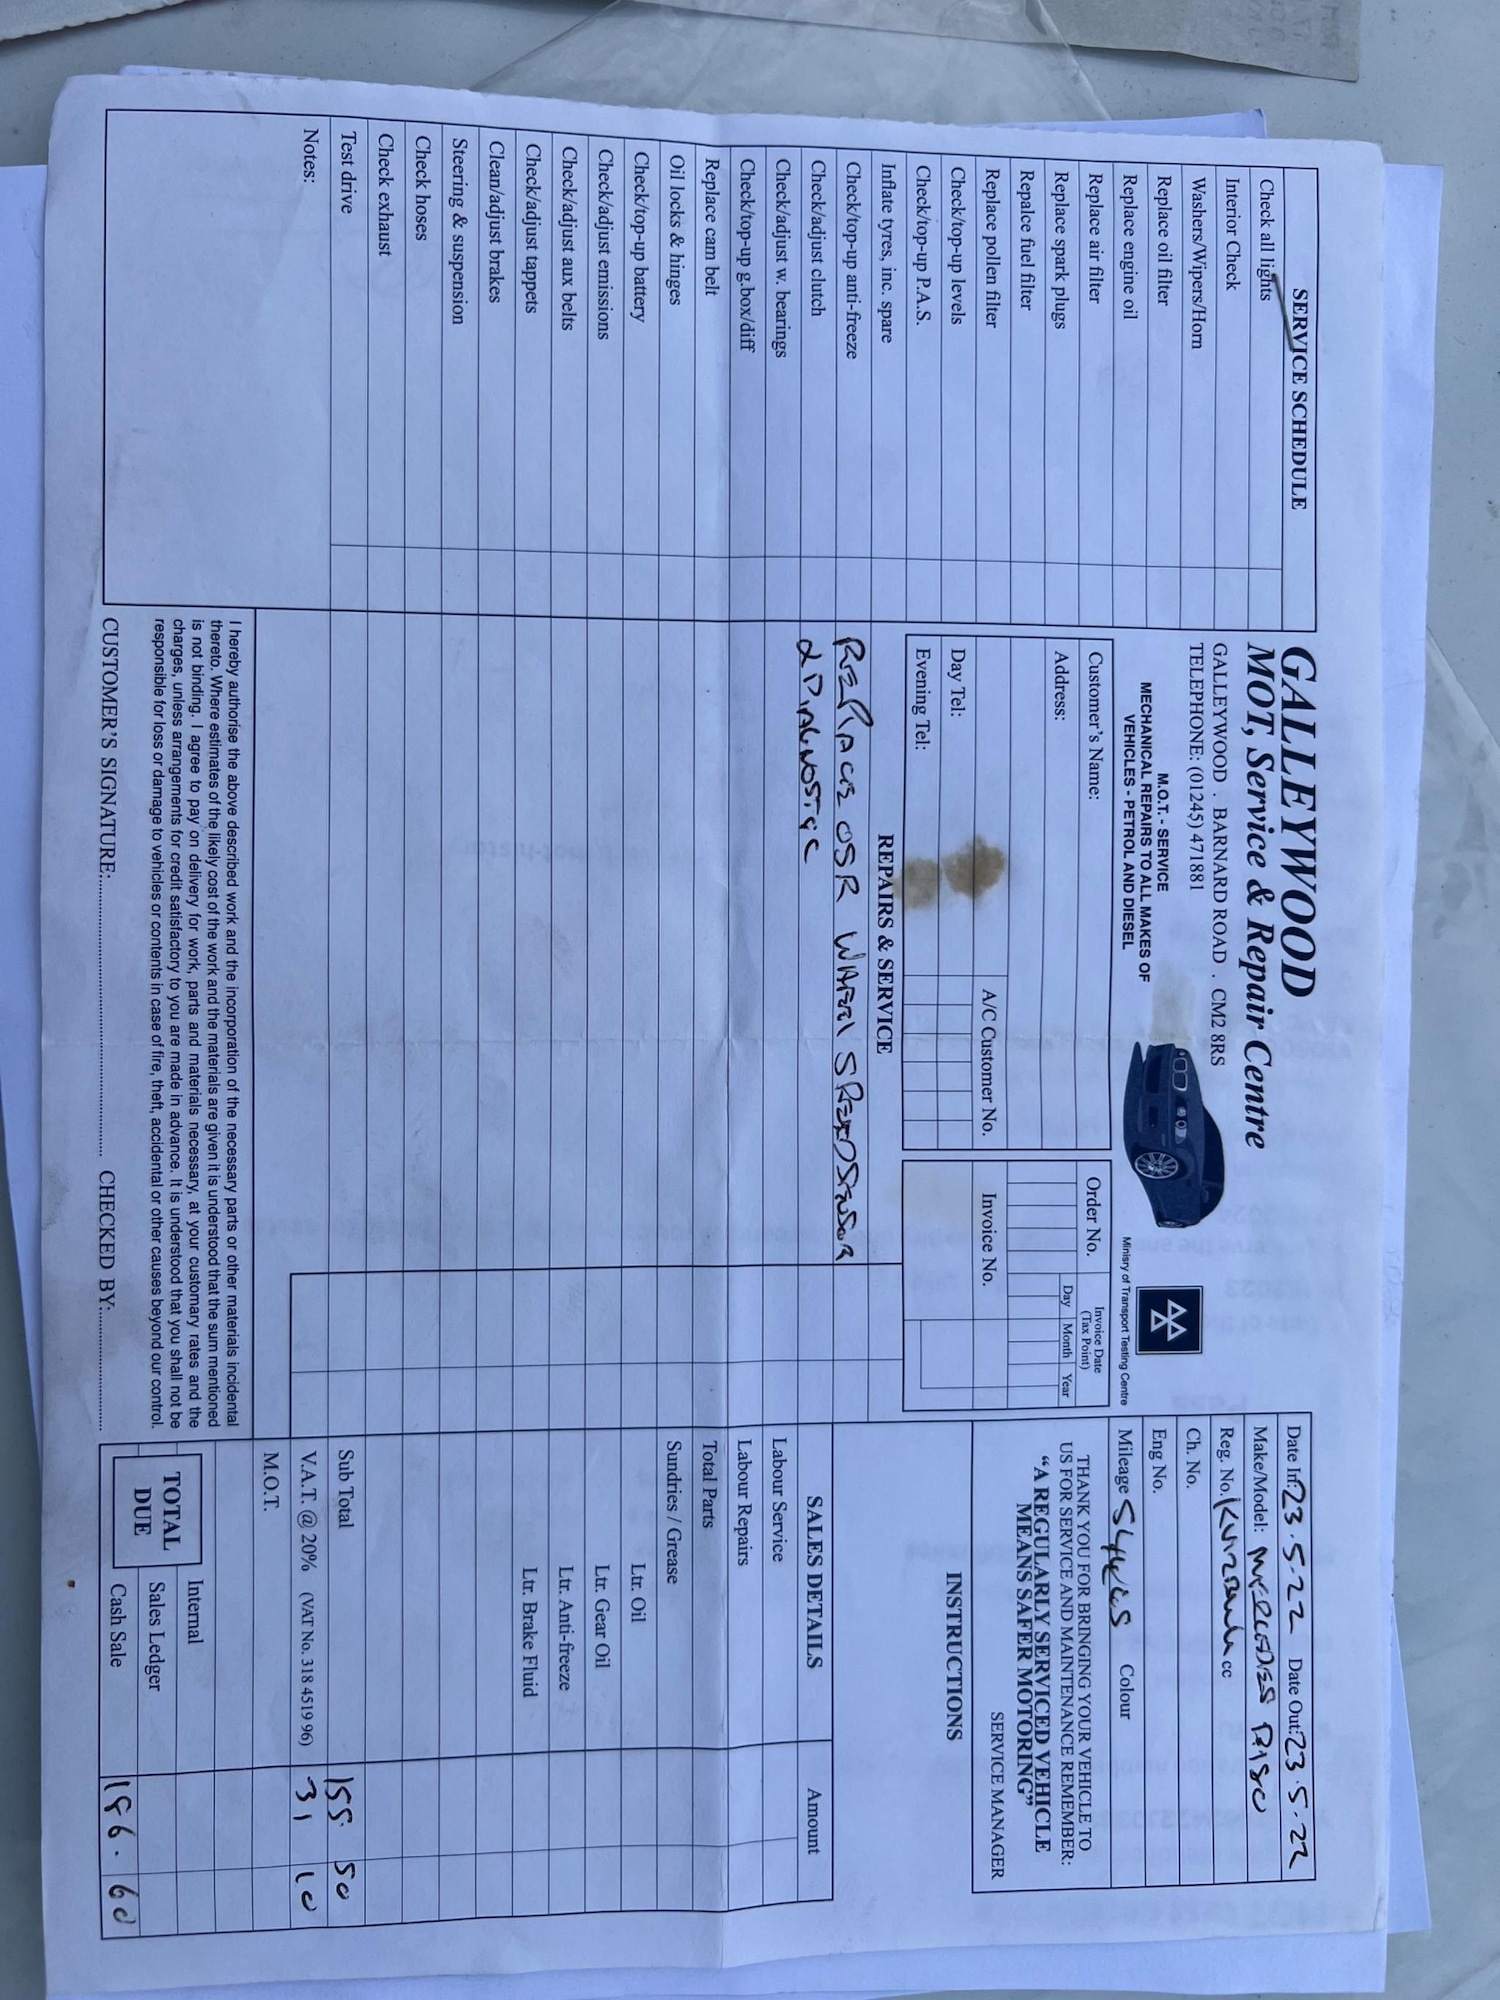 SERVICE SCHEDULE
Check all lights
Interior Check
Washers/Wipers/Horn
Replace oil filter
Replace engine oil
Replace air filter
Replace spark plugs
Repalce fuel filter
Replace pollen filter
Check/top-up levels
Check/top-up P.A.S.
Inflate tyres, inc. spare
Check/top-up anti-freeze
Check/adjust clutch
Check/adjust w. bearings
Check/top-up g.box/diff
Replace cam belt
Oil locks & hinges
Check/top-up battery
Check/adjust emissions
Check/adjust aux belts
Check/adjust tappets
Clean/adjust brakes
Steering & suspension
Check hoses
Check exhaust
Test drive
Notes:
GALLEYWOOD
MOT, Service & Repair Centre
GALLEYWOOD . BARNARD ROAD . CM2 8RS
TELEPHONE: (01245) 471881
M.O.T. - SERVICE
MECHANICAL REPAIRS TO ALL MAKES OF
VEHICLES - PETROL AND DIESEL
Minisry of Transport Testing Centre
Customer's Name:
Address:
A/C Customer No.
Day Tel:
Evening Tel:
Order No.
Invoice Date
(Tax Point)
Day Month Year
Invoice No.
REPAIRS & SERVICE
REPLACE OSR WHEEL SPEED SENSOR
& DIAGNOSTIC
Date In: 23.5.22 Date Out: 23.5.22
Make/Model: MERCEDES B180
Reg. No. cc
Ch. No.
Eng No.
Mileage Colour
THANK YOU FOR BRINGING YOUR VEHICLE TO
US FOR SERVICE AND MAINTENANCE REMEMBER:
“A REGULARLY SERVICED VEHICLE
MEANS SAFER MOTORING”
SERVICE MANAGER
INSTRUCTIONS
SALES DETAILS Amount
Labour Service
Labour Repairs
Total Parts
Sundries / Grease
Ltr. Oil
Ltr. Gear Oil
Ltr. Anti-freeze
Ltr. Brake Fluid
Sub Total 155. 50
V.A.T. @ 20% (VAT No. 318 4519 96) 31 10
M.O.T.
TOTAL
DUE
Internal
Sales Ledger
Cash Sale 186. 60
I hereby authorise the above described work and the incorporation of the necessary parts or other materials incidental
thereto. Where estimates of the likely cost of the work and the materials are given it is understood that the sum mentioned
is not binding. I agree to pay on delivery for work, parts and materials necessary, at your customary rates and the
charges, unless arrangements for credit satisfactory to you are made in advance. It is understood that you shall not be
responsible for loss or damage to vehicles or contents in case of fire, theft, accidental or other causes beyond our control.
CUSTOMER'S SIGNATURE: CHECKED BY: